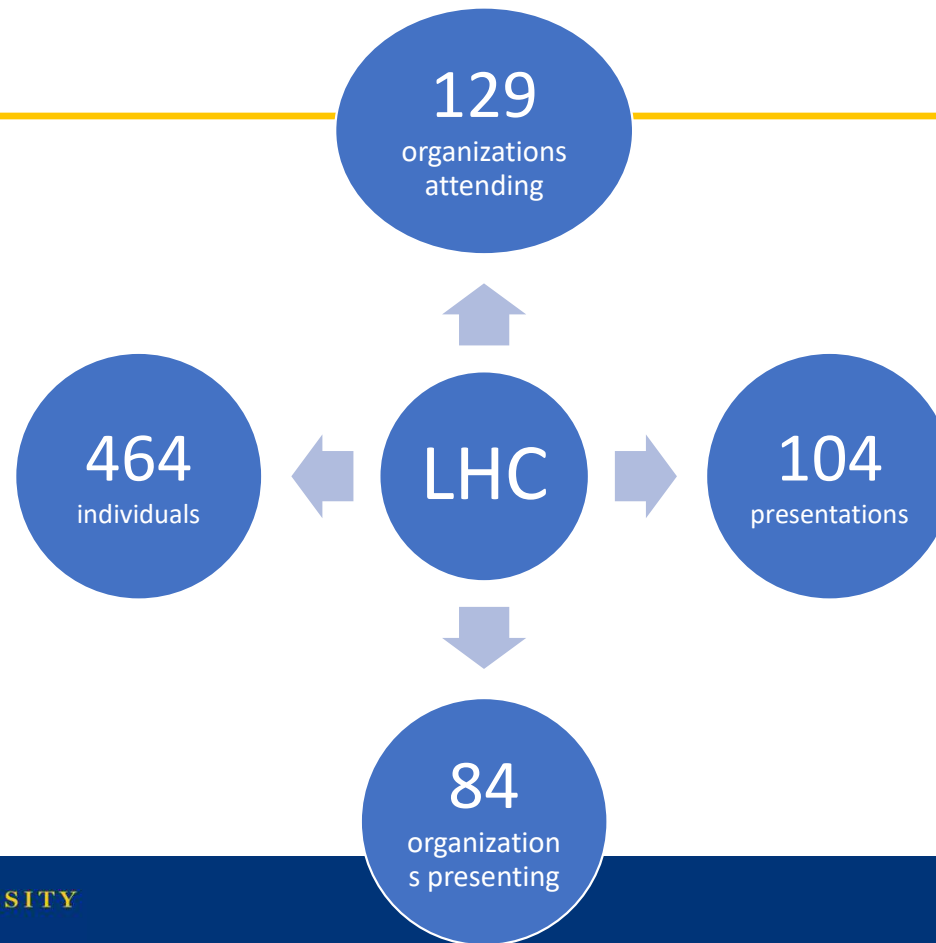 129
organizations
attending
464
individuals
LHC
104
presentations
84
organization
s presenting
SITY